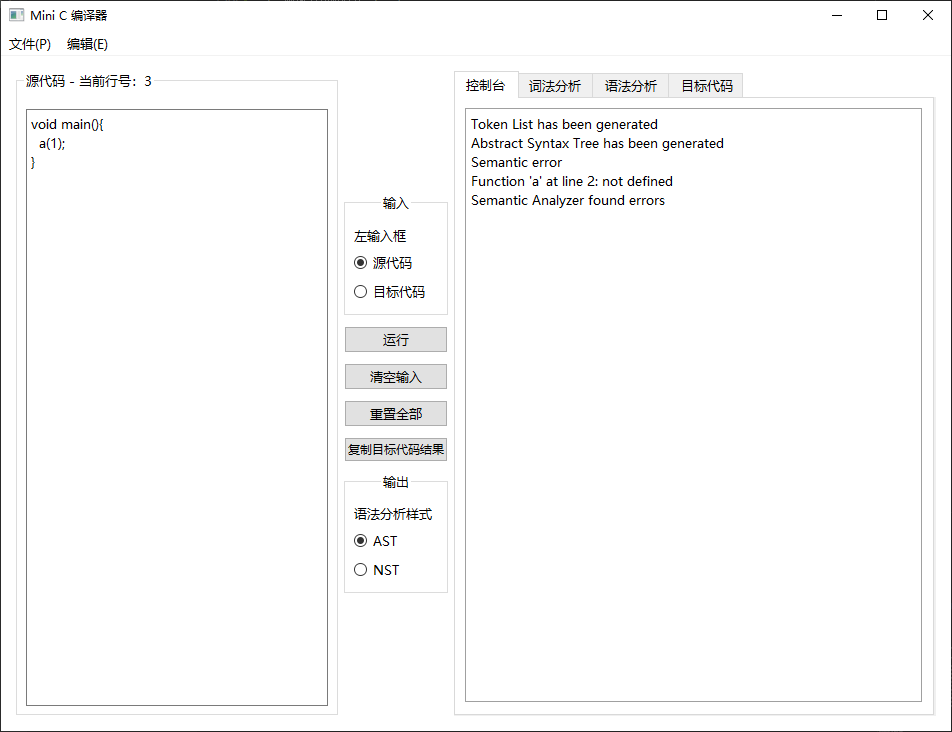 Mini C 编译器
文件(P) 编辑(E)
源代码 - 当前行号：3
void main(){
a(1);
}
输入
左输入框
源代码
目标代码
运行
清空输入
重置全部
复制目标代码结果
输出
语法分析样式
AST
NST
控制台 词法分析 语法分析 目标代码
Token List has been generated
Abstract Syntax Tree has been generated
Semantic error
Function 'a' at line 2: not defined
Semantic Analyzer found errors